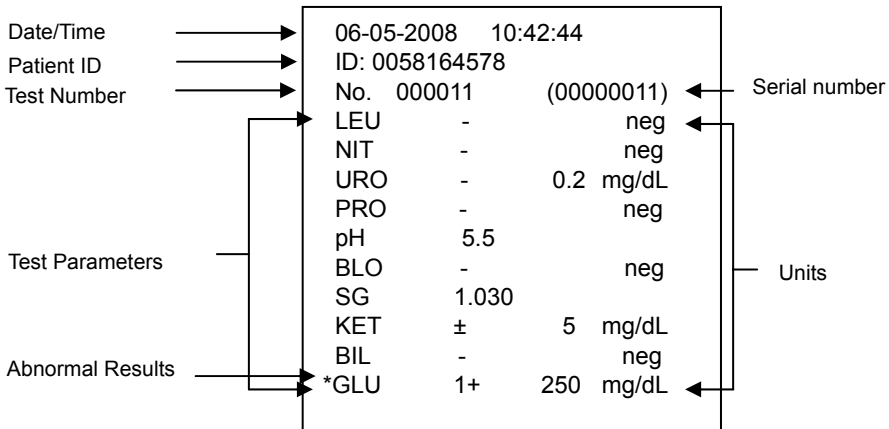 Date/Time 06-05-2008 10:42:44
Patient ID ID: 0058164578
Test Number No. 000011 (00000011) Serial number
LEU - neg
NIT - neg
URO - 0.2 mg/dL
PRO - neg
pH 5.5
Test Parameters BLO - neg Units
SG 1.030
KET ± 5 mg/dL
BIL - neg
Abnormal Results *GLU 1+ 250 mg/dL